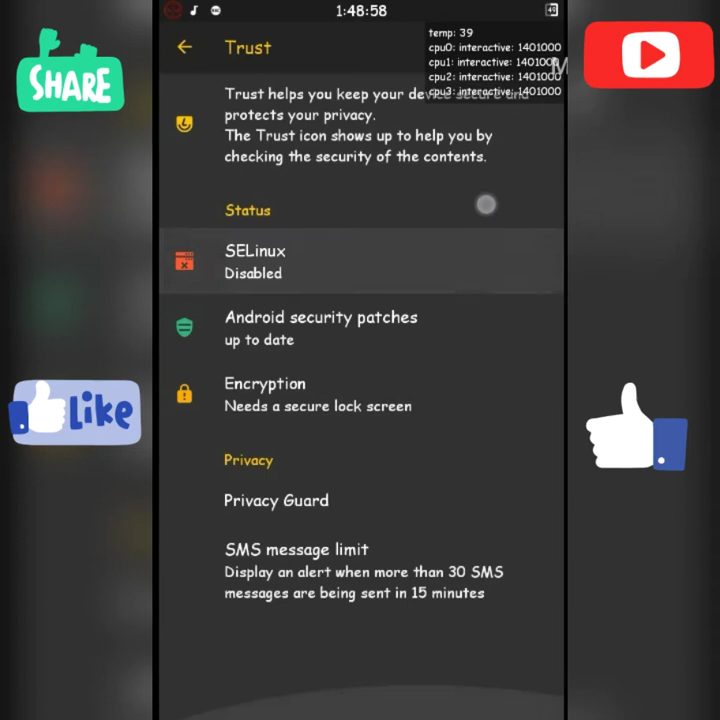 1:48:58
49
SHARE
Trust
temp: 39
cpu0: interactive: 1401000
cpu1: interactive: 1401000
cpu2: interactive: 1401000
cpu3: interactive: 1401000
M
Trust helps you keep your device secure and
protects your privacy.
The Trust icon shows up to help you by
checking the security of the contents.
Status
SELinux
Disabled
Android security patches
up to date
Encryption
Needs a secure lock screen
Like
Privacy
Privacy Guard
SMS message limit
Display an alert when more than 30 SMS
messages are being sent in 15 minutes